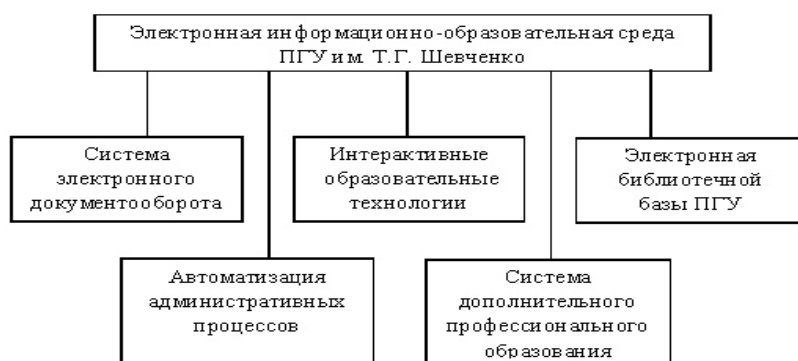 Электронная информационно-образовательная среда
ПГУ им. Т.Г. Шевченко
Система
электронного
документооборота
Интерактивные
образовательные
технологии
Электронная
библиотечной
базы ПГУ
Автоматизация
административных
процессов
Система
дополнительного
профессионального
образования